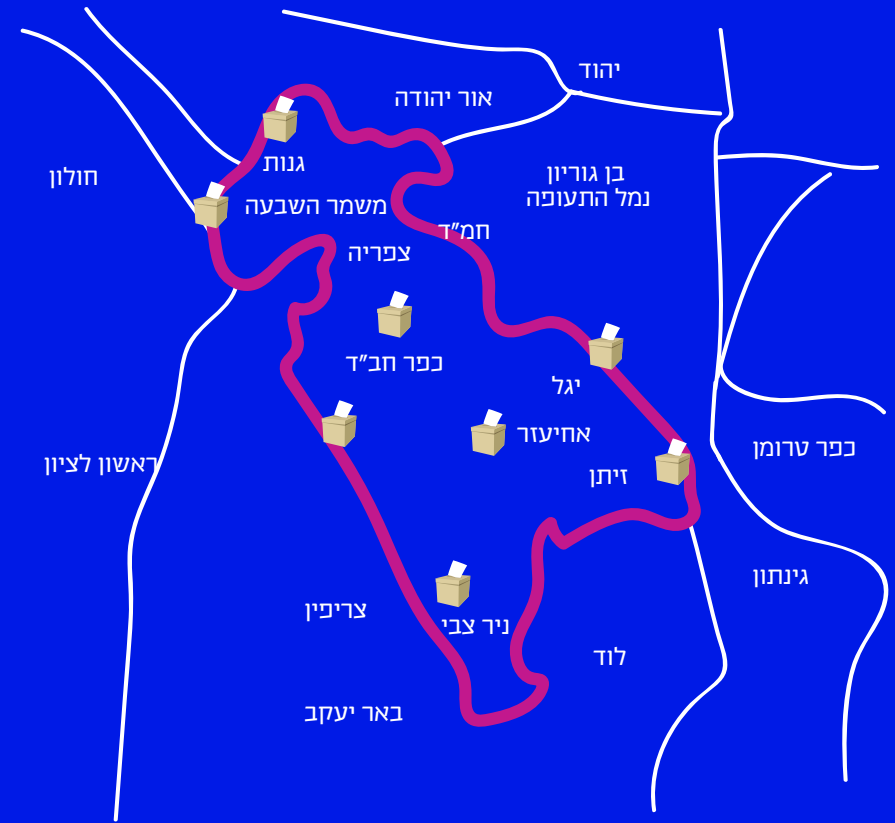 יהוד
אור יהודה
גנות
חולון
בן גוריון
נמל התעופה
משמר השבעה
חמ"ד
צפריה
כפר חב"ד
יגל
אחיעזר
כפר טרומן
ראשון לציון
זיתן
גינתון
צריפין
ניר צבי
לוד
באר יעקב